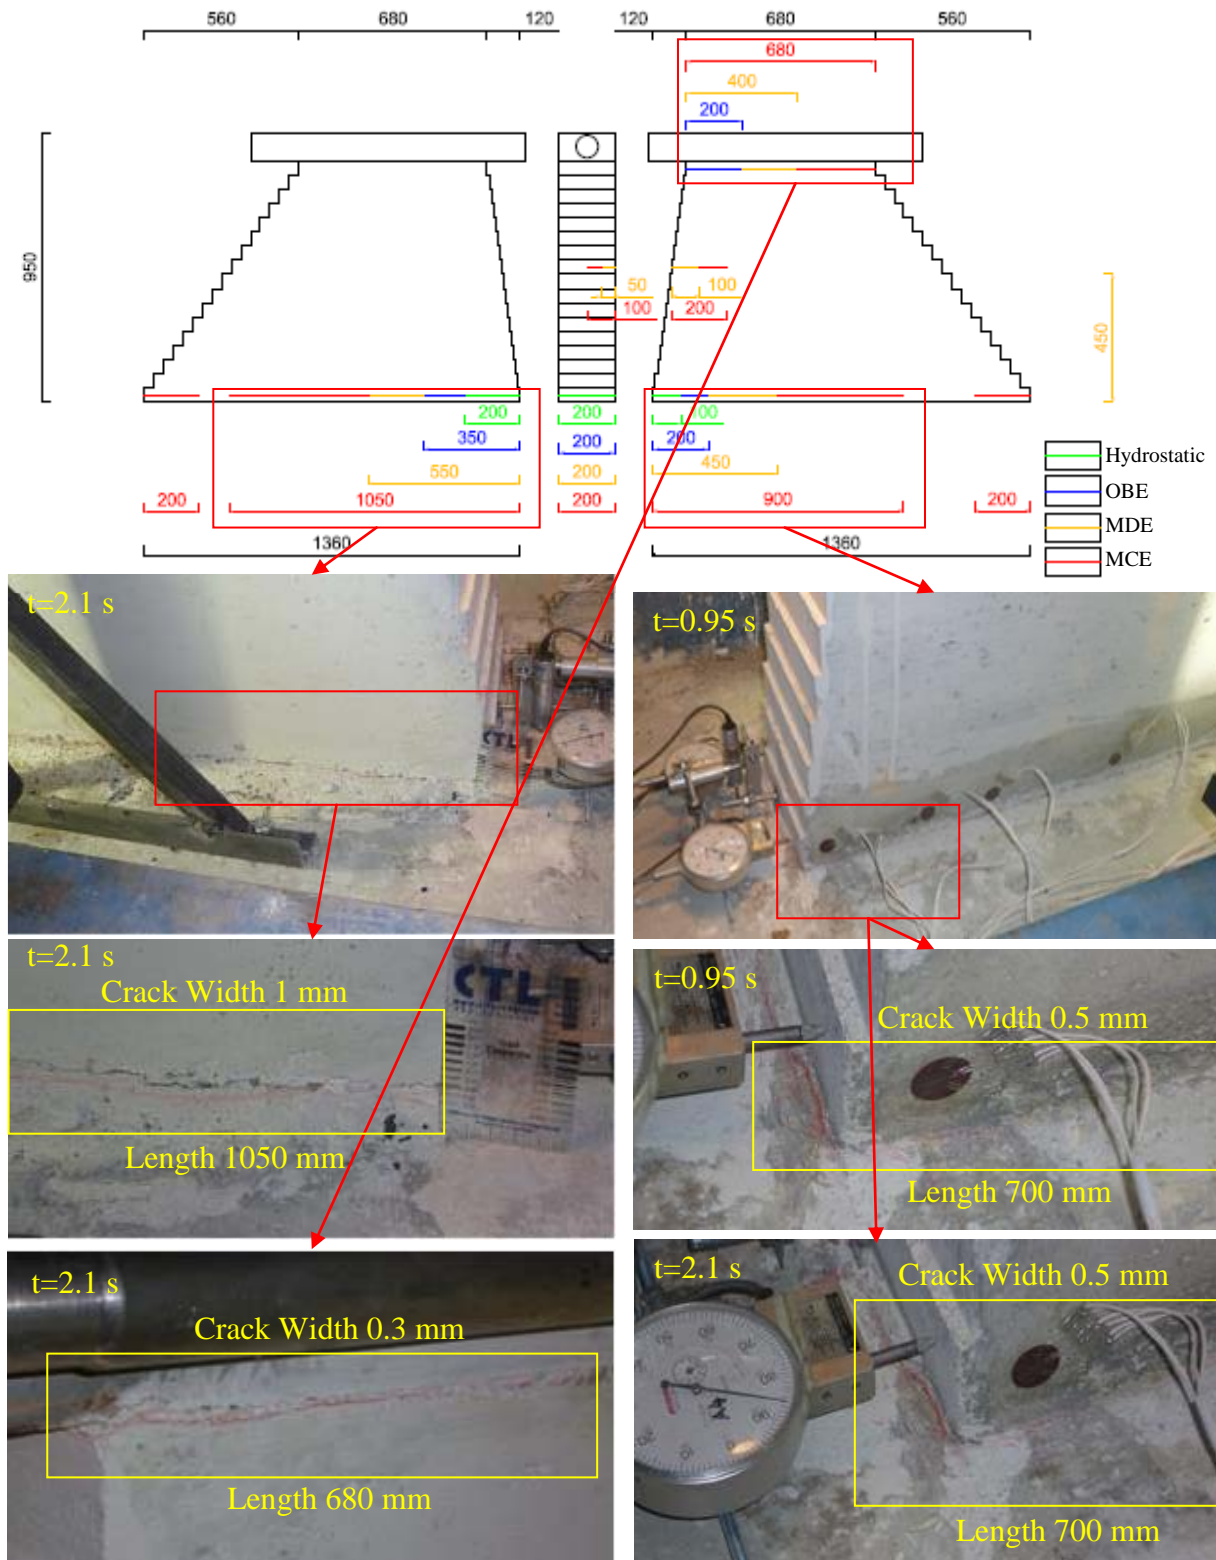 560 680 120 120 680 560
680
400
200
950
50 100
100 200
450
200 200 100
350 200 200
550 200 450
200 1050 200 900 200
1360 1360
Hydrostatic
OBE
MDE
MCE
t=2.1 s
t=0.95 s
CTL
t=2.1 s
Crack Width 1 mm
CTL
Length 1050 mm
t=0.95 s
Crack Width 0.5 mm
Length 700 mm
t=2.1 s
Crack Width 0.3 mm
Length 680 mm
t=2.1 s
Crack Width 0.5 mm
Length 700 mm